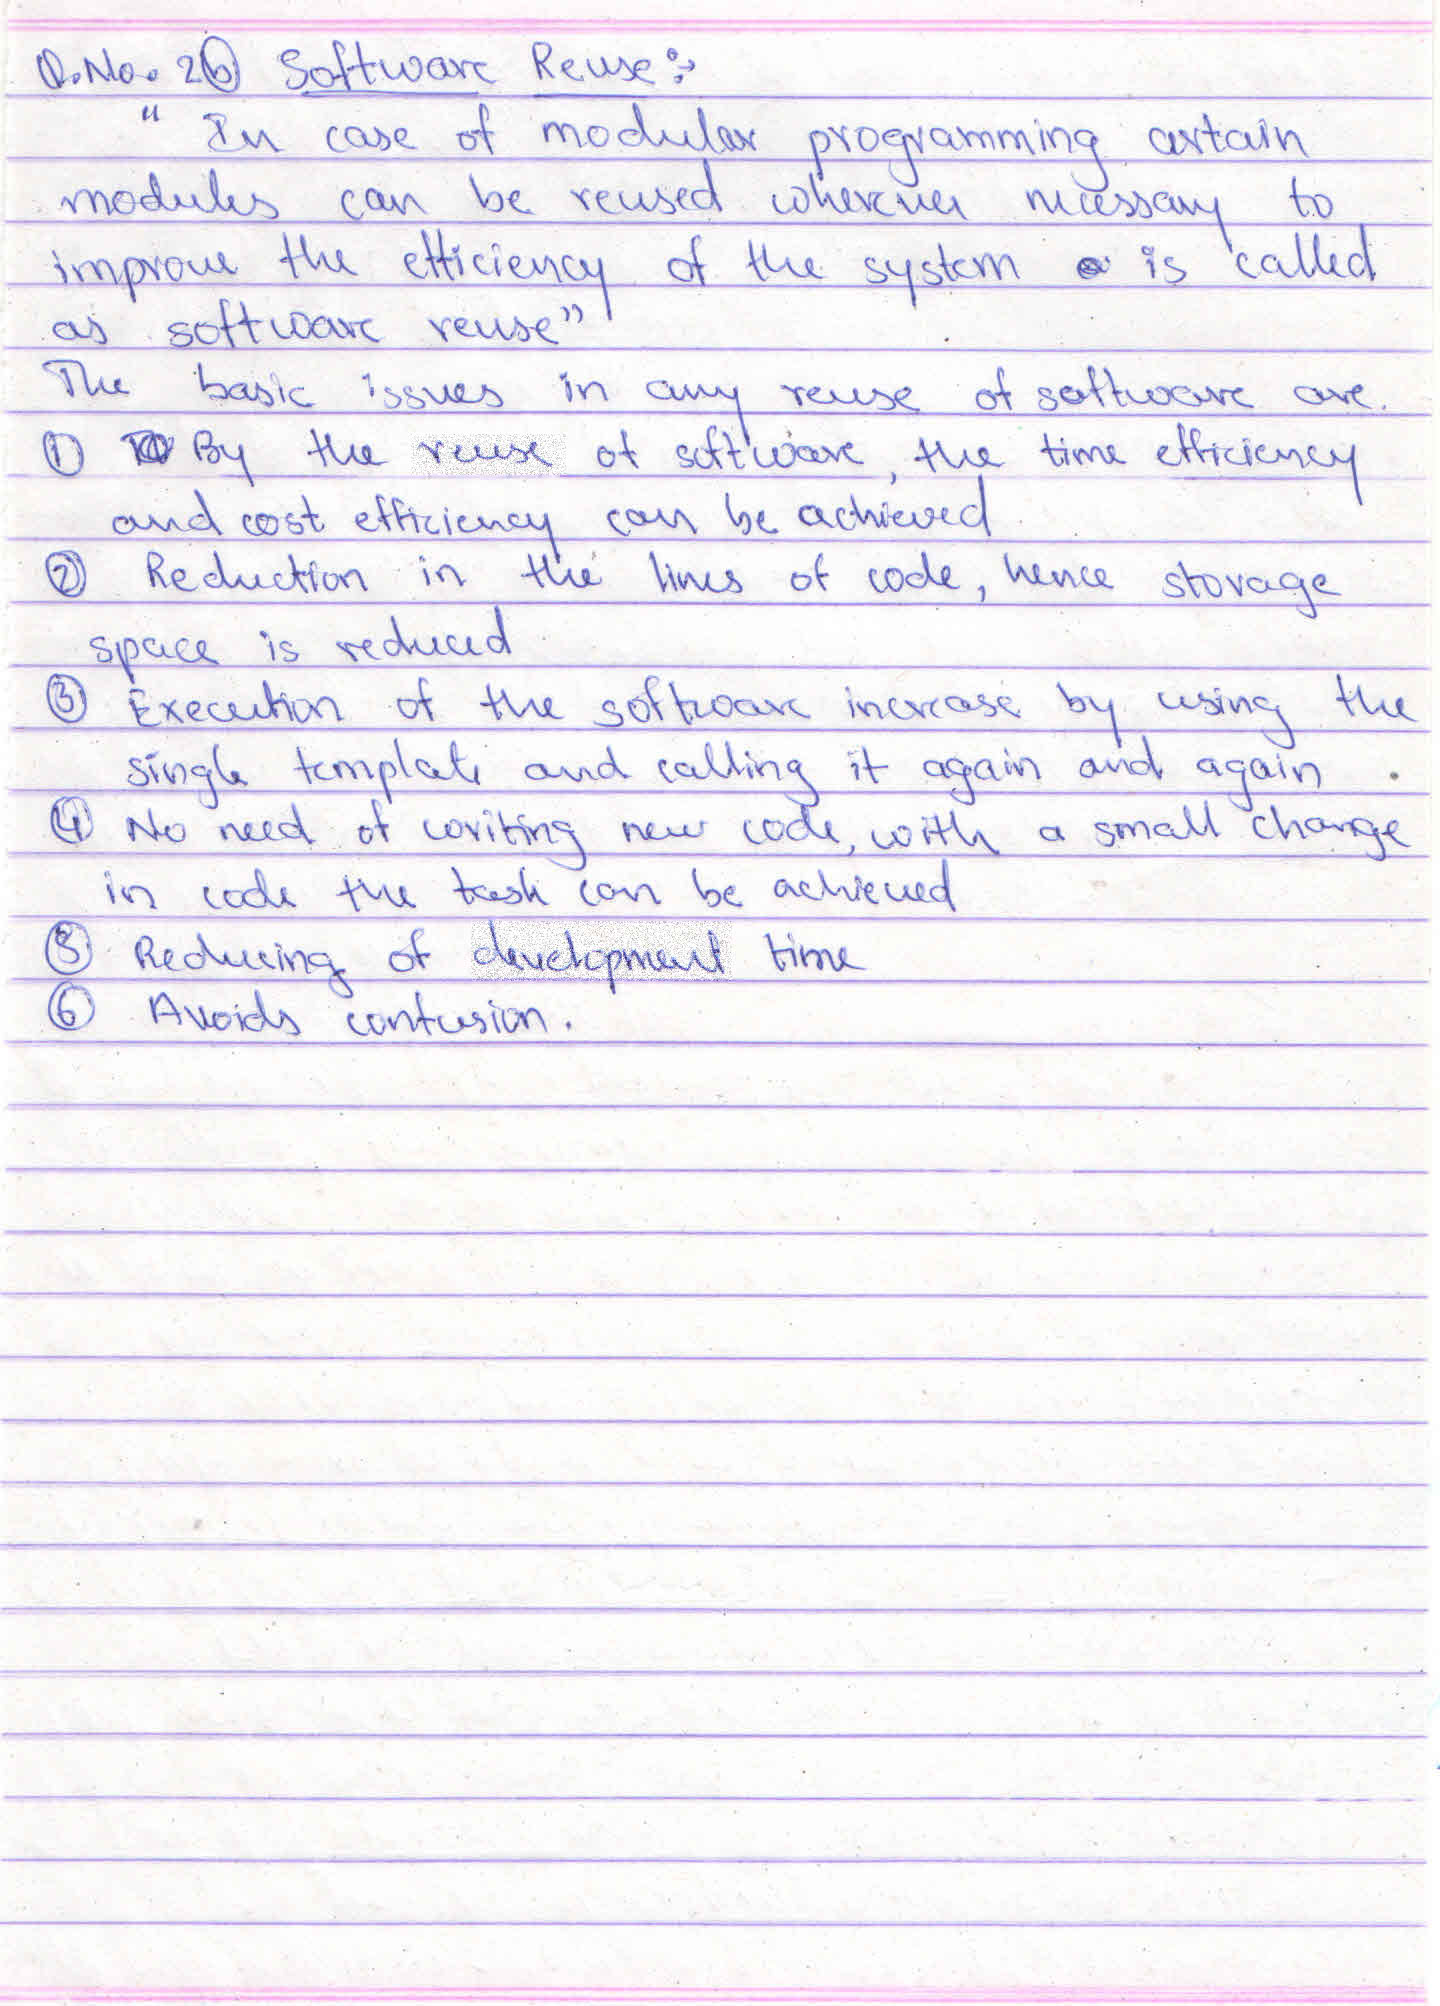 Q.No. 2 b Software Reuse :→
" In case of modular programming certain
modules can be reused wherever necessary to
improve the efficiency of the system is called
as software reuse"
The basic issues in any reuse of software are.
① By the reuse of software, the time efficiency
and cost efficiency can be achieved
② Reduction in the lines of code, hence storage
space is reduced
③ Execution of the software increase by using the
single template and calling it again and again .
④ No need of writing new code, with a small change
in code the task can be achieved
⑤ Reducing of development time
⑥ Avoids confusion.